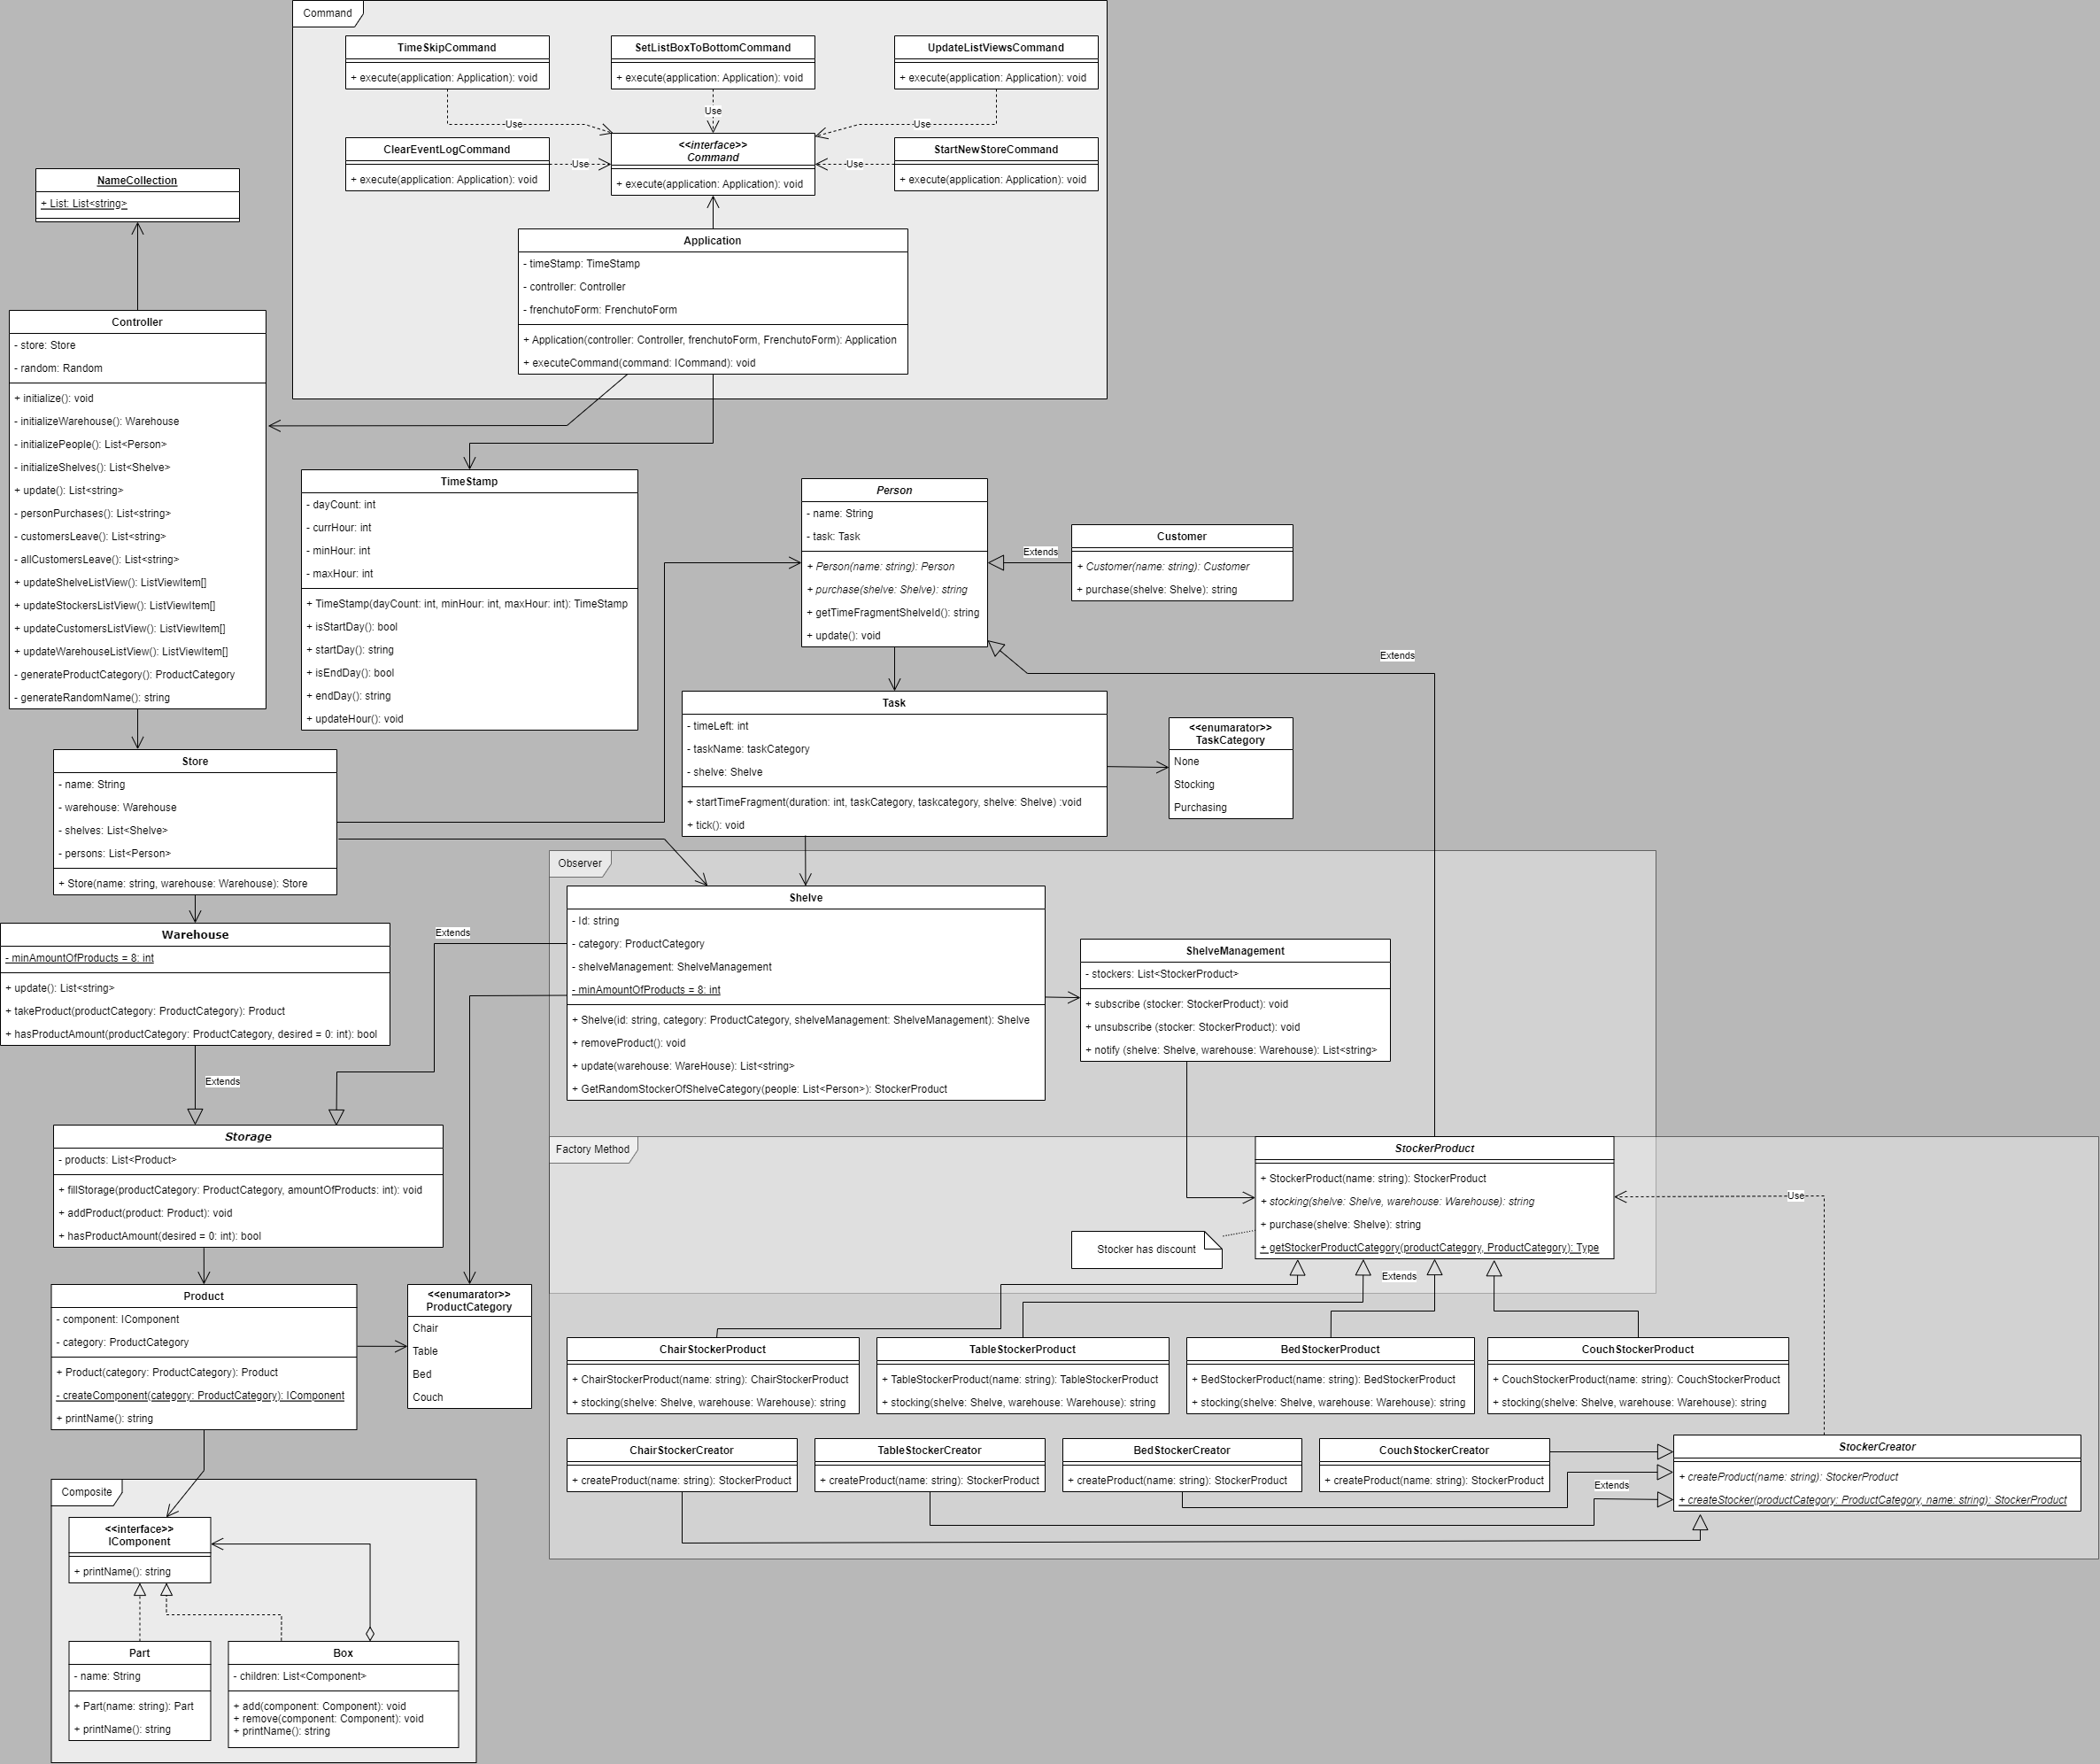 Command
TimeSkipCommand
+ execute(application: Application): void
SetListBoxToBottomCommand
+ execute(application: Application): void
UpdateListViewsCommand
+ execute(application: Application): void
Use
Use
Use
ClearEventLogCommand
+ execute(application: Application): void
Use
<<interface>>
Command
+ execute(application: Application): void
Use
StartNewStoreCommand
+ execute(application: Application): void
NameCollection
+ List: List<string>
Application
- timeStamp: TimeStamp
- controller: Controller
- frenchutoForm: FrenchutoForm
+ Application(controller: Controller, frenchutoForm, FrenchutoForm): Application
+ executeCommand(command: ICommand): void
Controller
- store: Store
- random: Random
+ initialize(): void
- initializeWarehouse(): Warehouse
- initializePeople(): List<Person>
- initializeShelves(): List<Shelve>
+ update(): List<string>
- personPurchases(): List<string>
- customersLeave(): List<string>
- allCustomersLeave(): List<string>
+ updateShelveListView(): ListViewItem[]
+ updateStockersListView(): ListViewItem[]
+ updateCustomersListView(): ListViewItem[]
+ updateWarehouseListView(): ListViewItem[]
- generateProductCategory(): ProductCategory
- generateRandomName(): string
TimeStamp
- dayCount: int
- currHour: int
- minHour: int
- maxHour: int
+ TimeStamp(dayCount: int, minHour: int, maxHour: int): TimeStamp
+ isStartDay(): bool
+ startDay(): string
+ isEndDay(): bool
+ endDay(): string
+ updateHour(): void
Person
- name: String
- task: Task
+ Person(name: string): Person
+ purchase(shelve: Shelve): string
+ getTimeFragmentShelveId(): string
+ update(): void
Extends
Customer
+ Customer(name: string): Customer
+ purchase(shelve: Shelve): string
Extends
Task
- timeLeft: int
- taskName: taskCategory
- shelve: Shelve
+ startTimeFragment(duration: int, taskCategory, taskcategory, shelve: Shelve) :void
+ tick(): void
<<enumarator>>
TaskCategory
None
Stocking
Purchasing
Store
- name: String
- warehouse: Warehouse
- shelves: List<Shelve>
- persons: List<Person>
+ Store(name: string, warehouse: Warehouse): Store
Observer
Shelve
- Id: string
- category: ProductCategory
- shelveManagement: ShelveManagement
- minAmountOfProducts = 8: int
+ Shelve(id: string, category: ProductCategory, shelveManagement: ShelveManagement): Shelve
+ removeProduct(): void
+ update(warehouse: WareHouse): List<string>
+ GetRandomStockerOfShelveCategory(people: List<Person>): StockerProduct
ShelveManagement
- stockers: List<StockerProduct>
+ subscribe (stocker: StockerProduct): void
+ unsubscribe (stocker: StockerProduct): void
+ notify (shelve: Shelve, warehouse: Warehouse): List<string>
Warehouse
- minAmountOfProducts = 8: int
+ update(): List<string>
+ takeProduct(productCategory: ProductCategory): Product
+ hasProductAmount(productCategory: ProductCategory, desired = 0: int): bool
Extends
Extends
Storage
- products: List<Product>
+ fillStorage(productCategory: ProductCategory, amountOfProducts: int): void
+ addProduct(product: Product): void
+ hasProductAmount(desired = 0: int): bool
Factory Method
StockerProduct
+ StockerProduct(name: string): StockerProduct
+ stocking(shelve: Shelve, warehouse: Warehouse): string
+ purchase(shelve: Shelve): string
+ getStockerProductCategory(productCategory, ProductCategory): Type
Stocker has discount
Use
Extends
Product
- component: IComponent
- category: ProductCategory
+ Product(category: ProductCategory): Product
- createComponent(category: ProductCategory): IComponent
+ printName(): string
<<enumarator>>
ProductCategory
Chair
Table
Bed
Couch
ChairStockerProduct
+ ChairStockerProduct(name: string): ChairStockerProduct
+ stocking(shelve: Shelve, warehouse: Warehouse): string
TableStockerProduct
+ TableStockerProduct(name: string): TableStockerProduct
+ stocking(shelve: Shelve, warehouse: Warehouse): string
BedStockerProduct
+ BedStockerProduct(name: string): BedStockerProduct
+ stocking(shelve: Shelve, warehouse: Warehouse): string
CouchStockerProduct
+ CouchStockerProduct(name: string): CouchStockerProduct
+ stocking(shelve: Shelve, warehouse: Warehouse): string
ChairStockerCreator
+ createProduct(name: string): StockerProduct
TableStockerCreator
+ createProduct(name: string): StockerProduct
BedStockerCreator
+ createProduct(name: string): StockerProduct
CouchStockerCreator
+ createProduct(name: string): StockerProduct
Extends
StockerCreator
+ createProduct(name: string): StockerProduct
+ createStocker(productCategory: ProductCategory, name: string): StockerProduct
Composite
<<interface>>
IComponent
+ printName(): string
Part
- name: String
+ Part(name: string): Part
+ printName(): string
Box
- children: List<Component>
+ add(component: Component): void
+ remove(component: Component): void
+ printName(): string